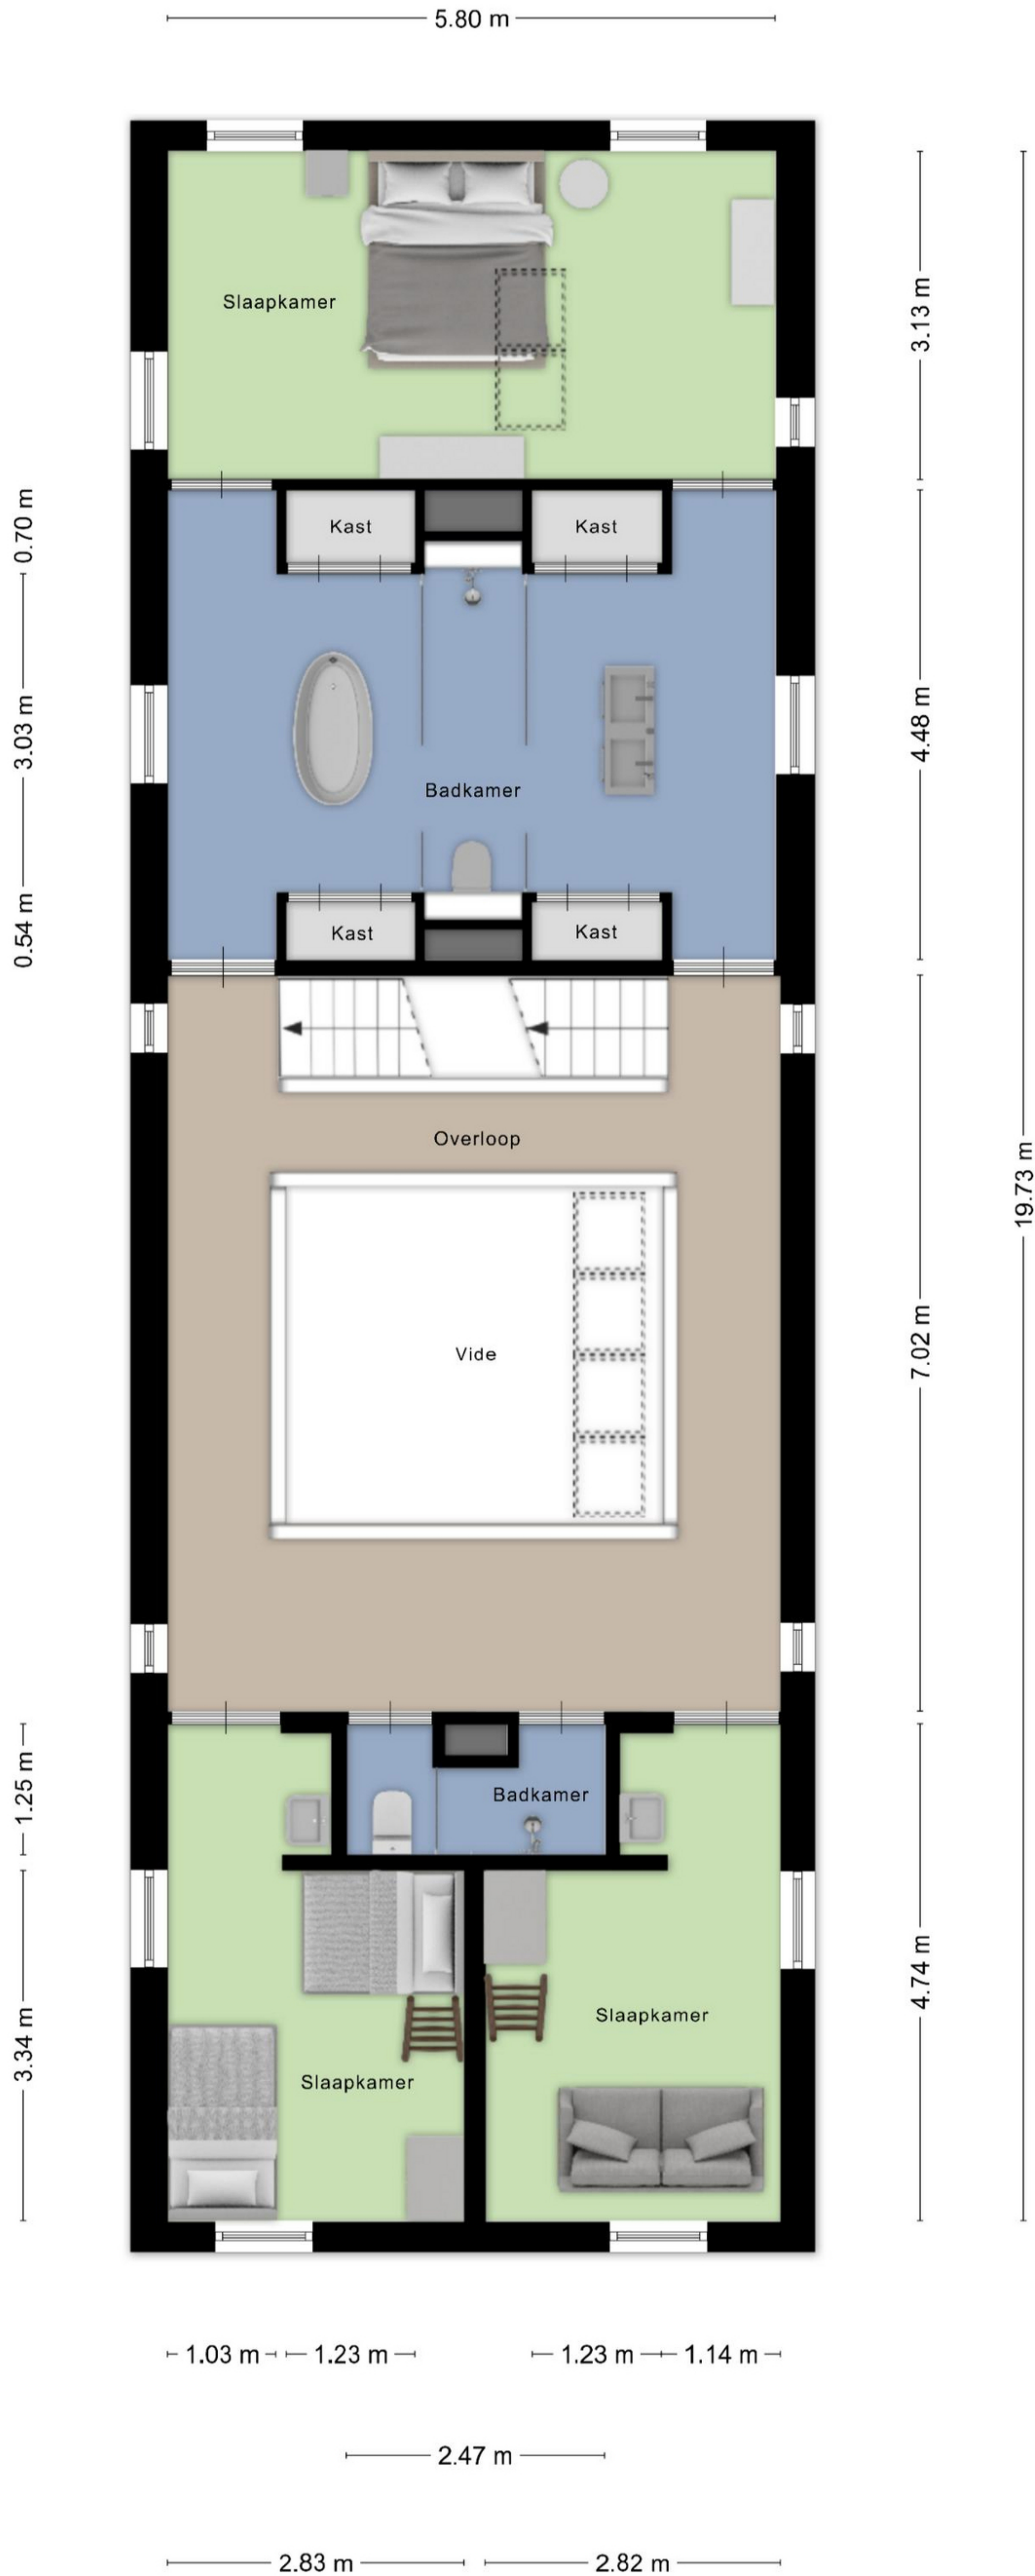 5.80 m
Slaapkamer
3.13 m
0.70 m
Kast
Kast
3.03 m
4.48 m
Badkamer
0.54 m
Kast
Kast
Overloop
19.73 m
7.02 m
Vide
1.25 m
Badkamer
4.74 m
Slaapkamer
3.34 m
Slaapkamer
1.03 m
1.23 m
1.23 m
1.14 m
2.47 m
2.83 m
2.82 m